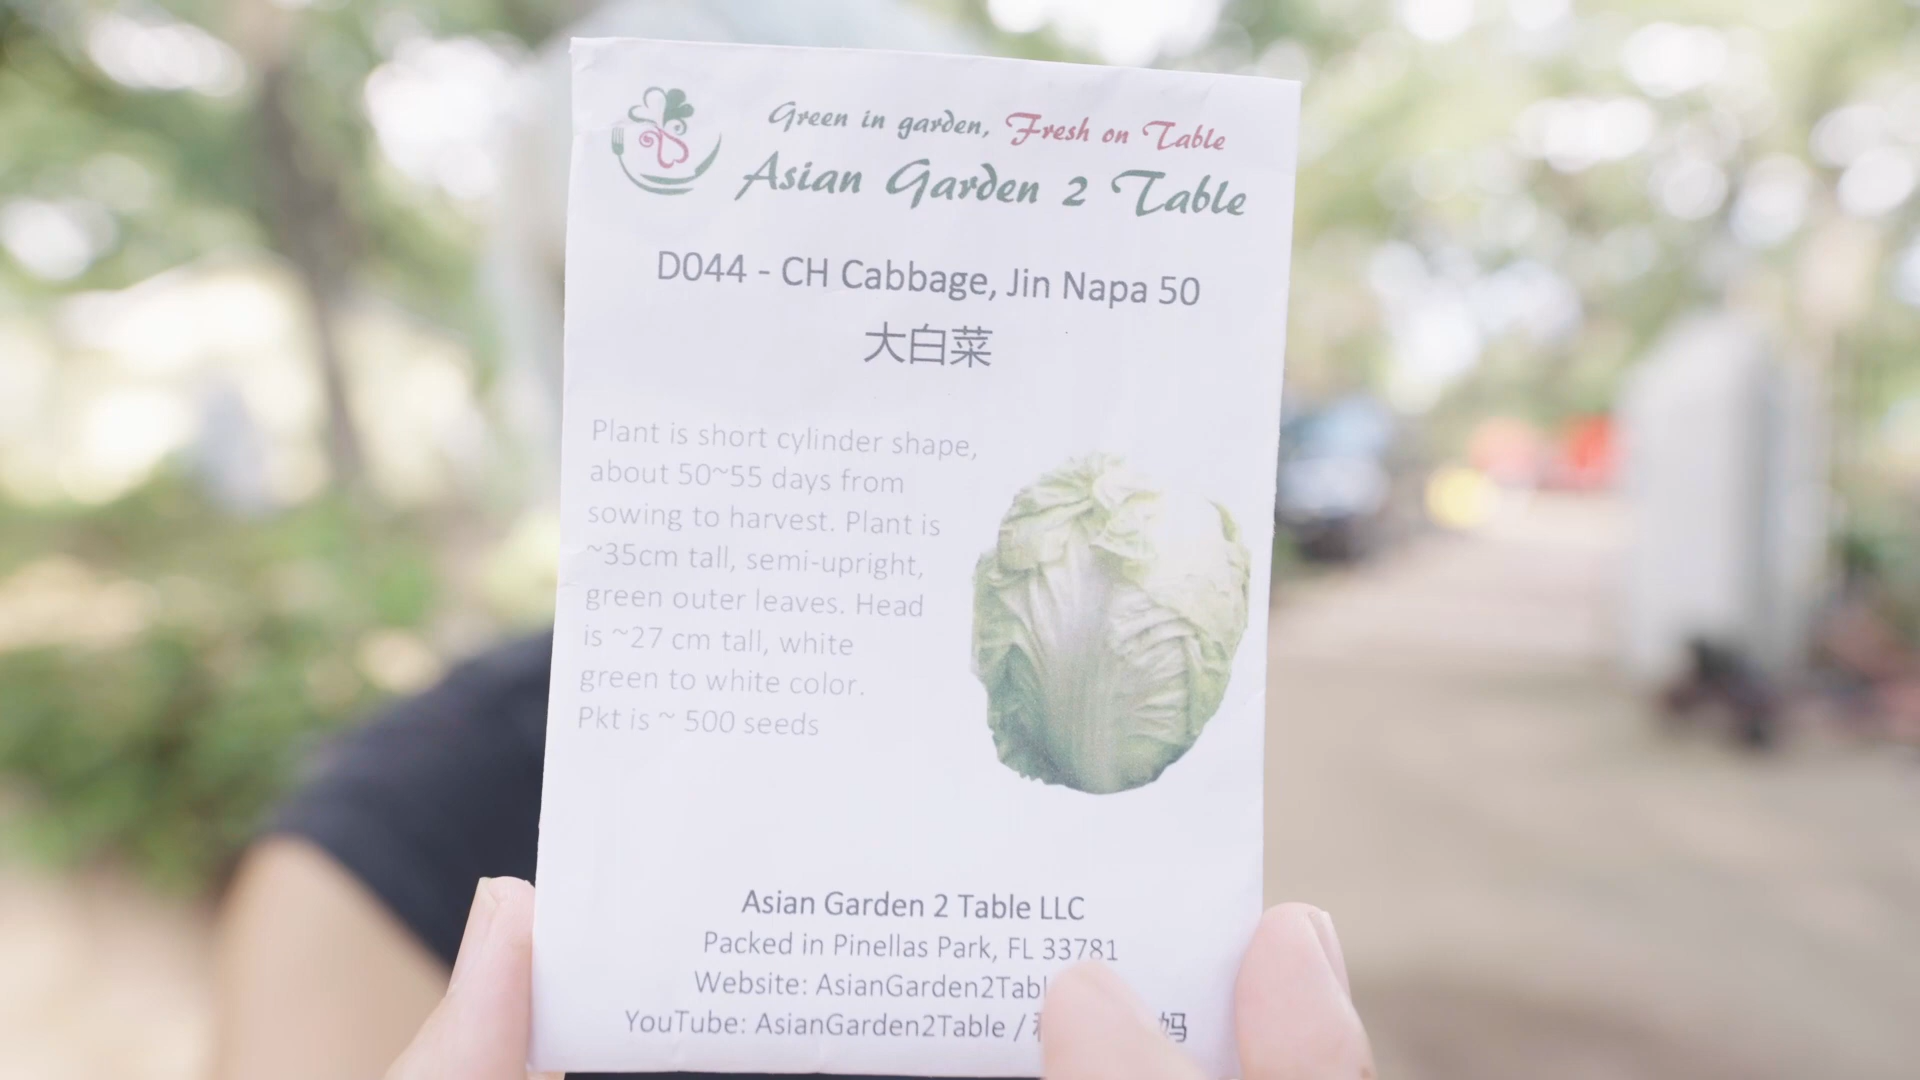 Green in garden, Fresh on Table
Asian Garden 2 Table
D044 - CH Cabbage, Jin Napa 50
大白菜
Plant is short cylinder shape,
about 50~55 days from
sowing to harvest. Plant is
~35cm tall, semi-upright,
green outer leaves. Head
is ~27 cm tall, white
green to white color.
Pkt is ~ 500 seeds
Asian Garden 2 Table LLC
Packed in Pinellas Park, FL 33781
Website:
YouTube: AsianGarden2Table /